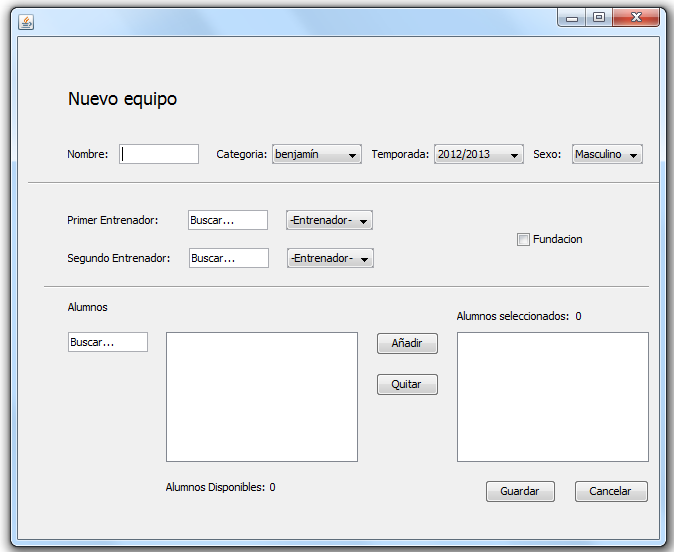 Nuevo equipo
Nombre: Categoria: benjamín Temporada: 2012/2013 Sexo: Masculino
Primer Entrenador: Buscar... -Entrenador-
Fundacion
Segundo Entrenador: Buscar... -Entrenador-
Alumnos
Alumnos seleccionados: 0
Buscar... Añadir
Quitar
Alumnos Disponibles: 0
Guardar Cancelar